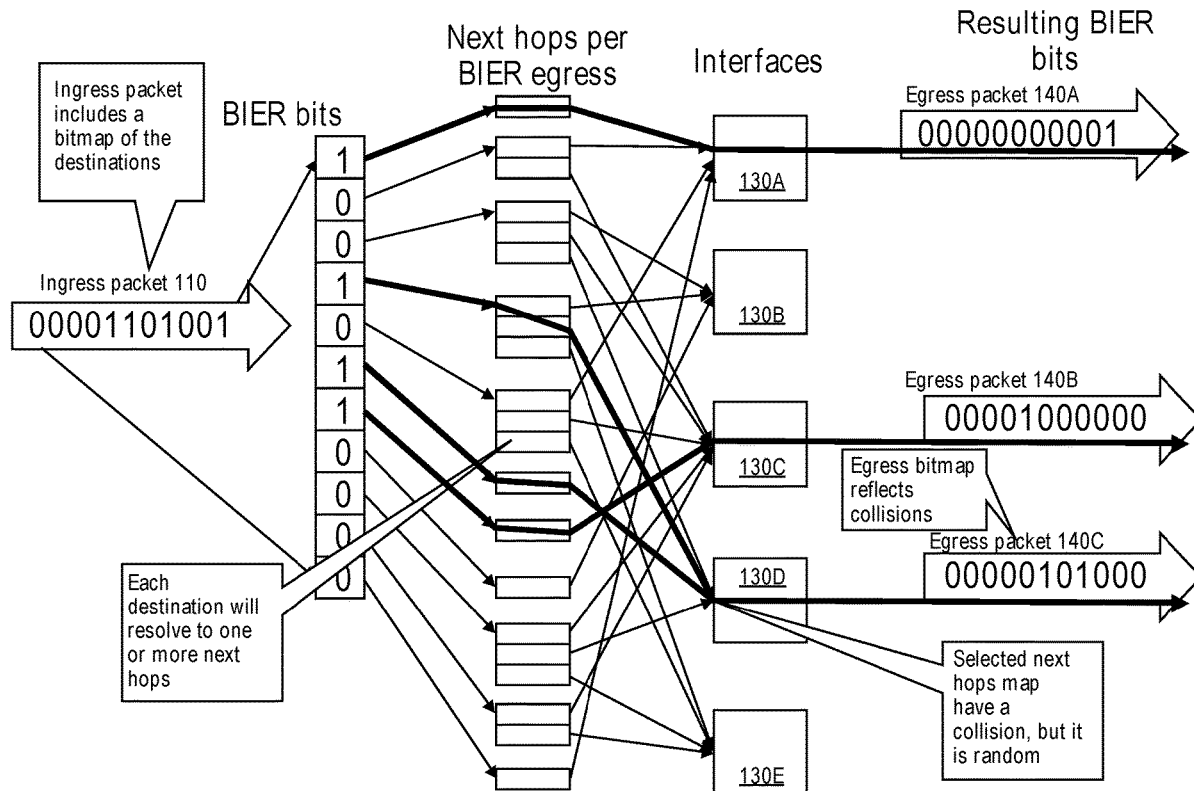 Next hops per
BIER egress
Interfaces
Resulting BIER
bits
Ingress packet
includes a
bitmap of the
destinations
BIER bits
Egress packet 140A
00000000001
1
0
0
1
0
1
1
0
0
0
0
130A
Ingress packet 110
00001101001
130B
Egress packet 140B
00001000000
130C
Egress bitmap
reflects
collisions
Egress packet 140C
00000101000
130D
Each
destination will
resolve to one
or more next
hops
Selected next
hops map
have a
collision, but it
is random
130E